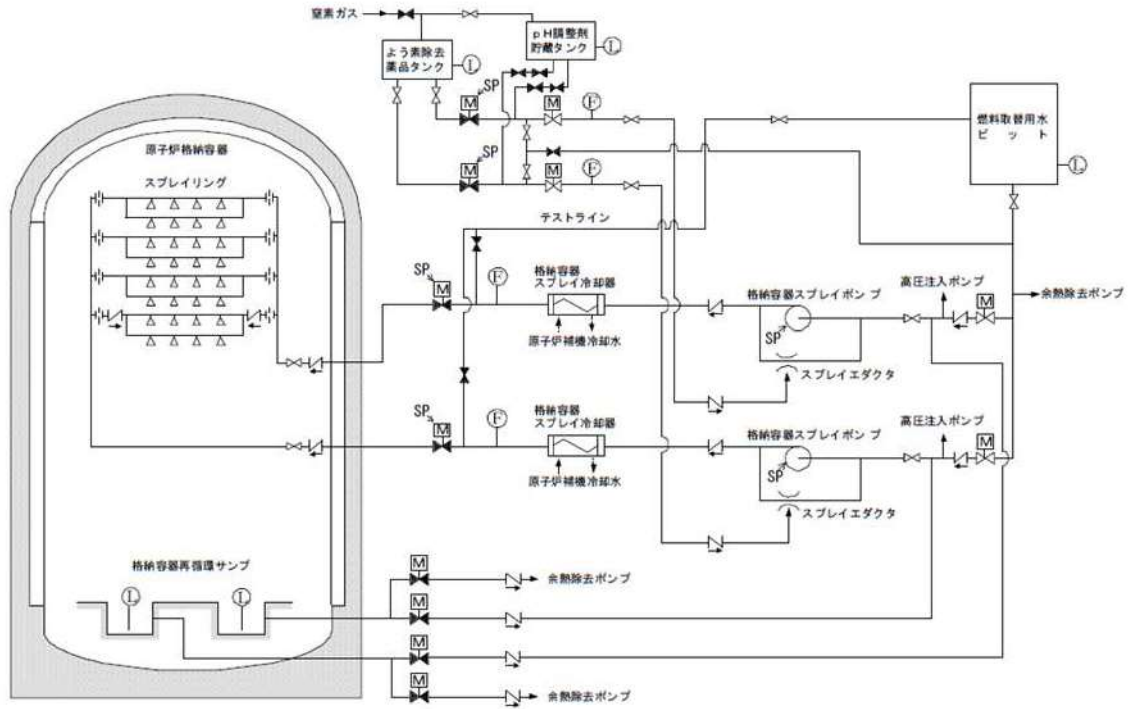 窒素ガス
よう素除去
薬品タンク
L
pH調整剤
貯蔵タンク
L
SP
M
M
F
SP
M
M
F
燃料取替用水
ピット
L
原子炉格納容器
スプレイリング
テストライン
SP
M
F
格納容器
スプレイ冷却器
原子炉補機冷却水
格納容器スプレイポンプ
SP
スプレイエダクタ
高圧注入ポンプ
M
余熱除去ポンプ
SP
M
F
格納容器
スプレイ冷却器
原子炉補機冷却水
格納容器スプレイポンプ
SP
スプレイエダクタ
高圧注入ポンプ
M
格納容器再循環サンプ
L
L
M
余熱除去ポンプ
M
M
M
余熱除去ポンプ